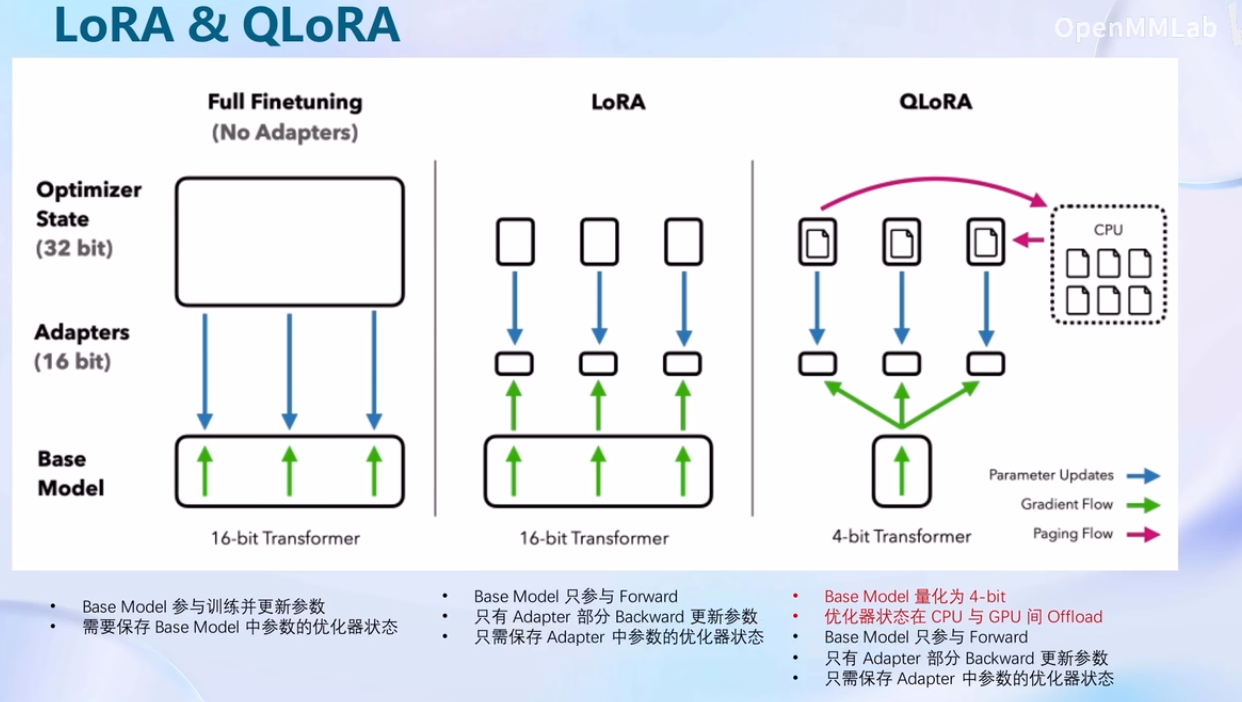 LoRA & QLoRA
OpenMMLab
Full Finetuning
(No Adapters)
LoRA
QLoRA
Optimizer
State
(32 bit)
CPU
Adapters
(16 bit)
Base
Model
Parameter Updates
Gradient Flow
Paging Flow
16-bit Transformer
16-bit Transformer
4-bit Transformer
• Base Model 参与训练并更新参数
• 需要保存 Base Model 中参数的优化器状态
• Base Model 只参与 Forward
• 只有 Adapter 部分 Backward 更新参数
• 只需保存 Adapter 中参数的优化器状态
• Base Model 量化为 4-bit
• 优化器状态在 CPU 与 GPU 间 Offload
• Base Model 只参与 Forward
• 只有 Adapter 部分 Backward 更新参数
• 只需保存 Adapter 中参数的优化器状态